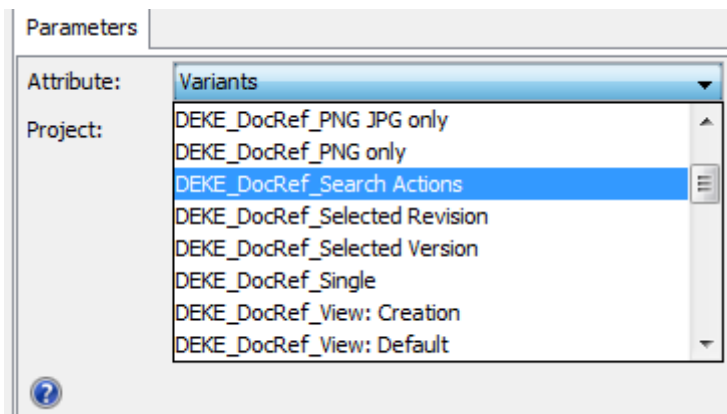 Parameters
Attribute: Variants
Project:
DEKE_DocRef_PNG JPG only
DEKE_DocRef_PNG only
DEKE_DocRef_Search Actions
DEKE_DocRef_Selected Revision
DEKE_DocRef_Selected Version
DEKE_DocRef_Single
DEKE_DocRef_View: Creation
DEKE_DocRef_View: Default
?